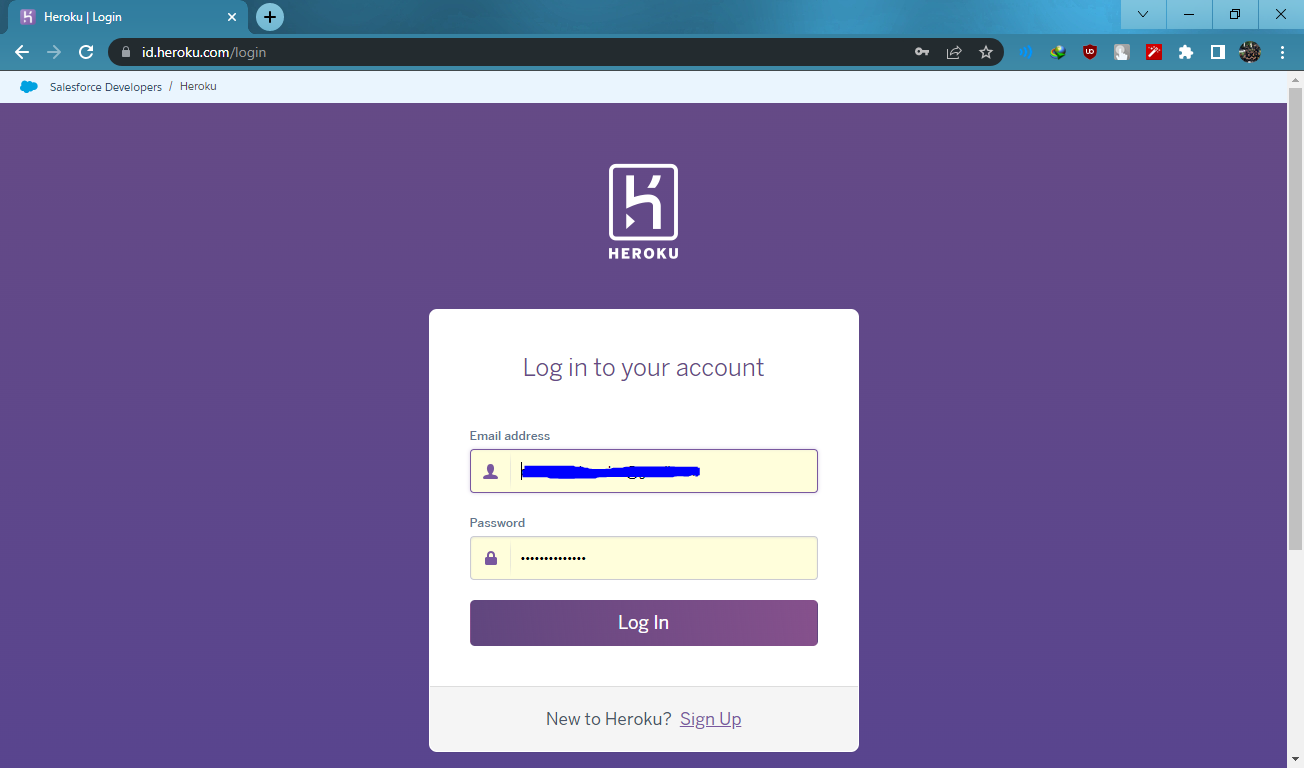 Heroku | Login
id.heroku.com/login
Salesforce Developers / Heroku
HEROKU
Log in to your account
Email address
Password
••••••••••••••
Log In
New to Heroku? Sign Up